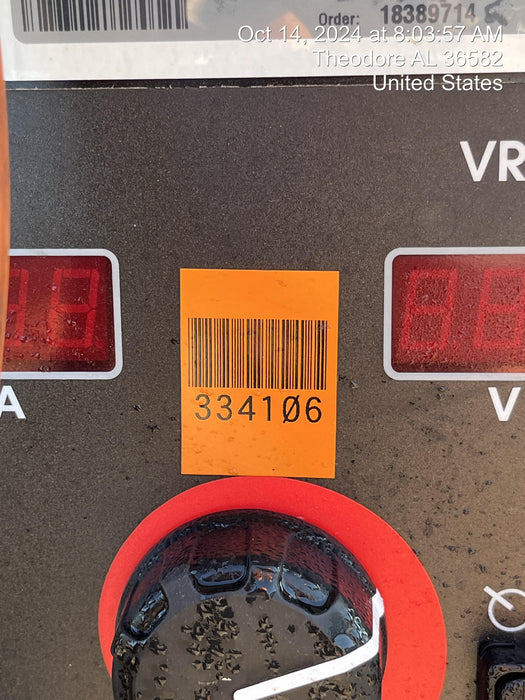 Order: 18389714
Oct 14, 2024 at 8:03:57 AM
Theodore AL 36582
United States
VR
A
V
334106